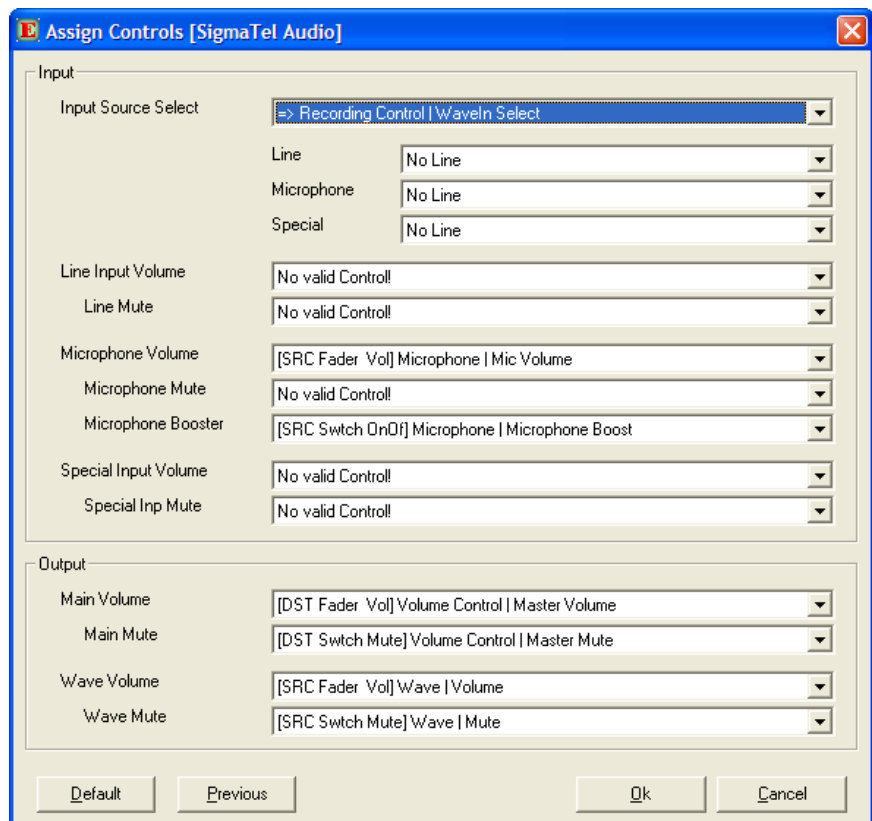 E Assign Controls [SigmaTel Audio]
Input
Input Source Select => Recording Control | WaveIn Select
Line No Line
Microphone No Line
Special No Line
Line Input Volume No valid Control!
Line Mute No valid Control!
Microphone Volume [SRC Fader Vol] Microphone | Mic Volume
Microphone Mute No valid Control!
Microphone Booster [SRC Swtch OnOf] Microphone | Microphone Boost
Special Input Volume No valid Control!
Special Inp Mute No valid Control!
Output
Main Volume [DST Fader Vol] Volume Control | Master Volume
Main Mute [DST Swtch Mute] Volume Control | Master Mute
Wave Volume [SRC Fader Vol] Wave | Volume
Wave Mute [SRC Swtch Mute] Wave | Mute
Default Previous Ok Cancel